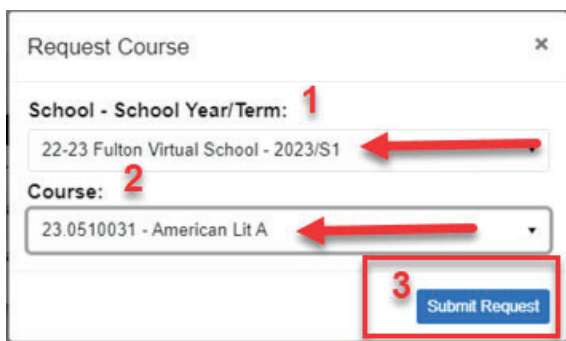 Request Course ×
School - School Year/Term: 1
22-23 Fulton Virtual School - 2023/S1
Course: 2
23.0510031 - American Lit A
3
Submit Request